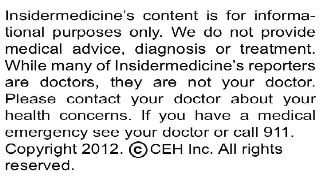 Insidermedicine's content is for informa-
tional purposes only. We do not provide
medical advice, diagnosis or treatment.
While many of Insidermedicine's reporters
are doctors, they are not your doctor.
Please contact your doctor about your
health concerns. If you have a medical
emergency see your doctor or call 911.
Copyright 2012. ©CEH Inc. All rights
reserved.